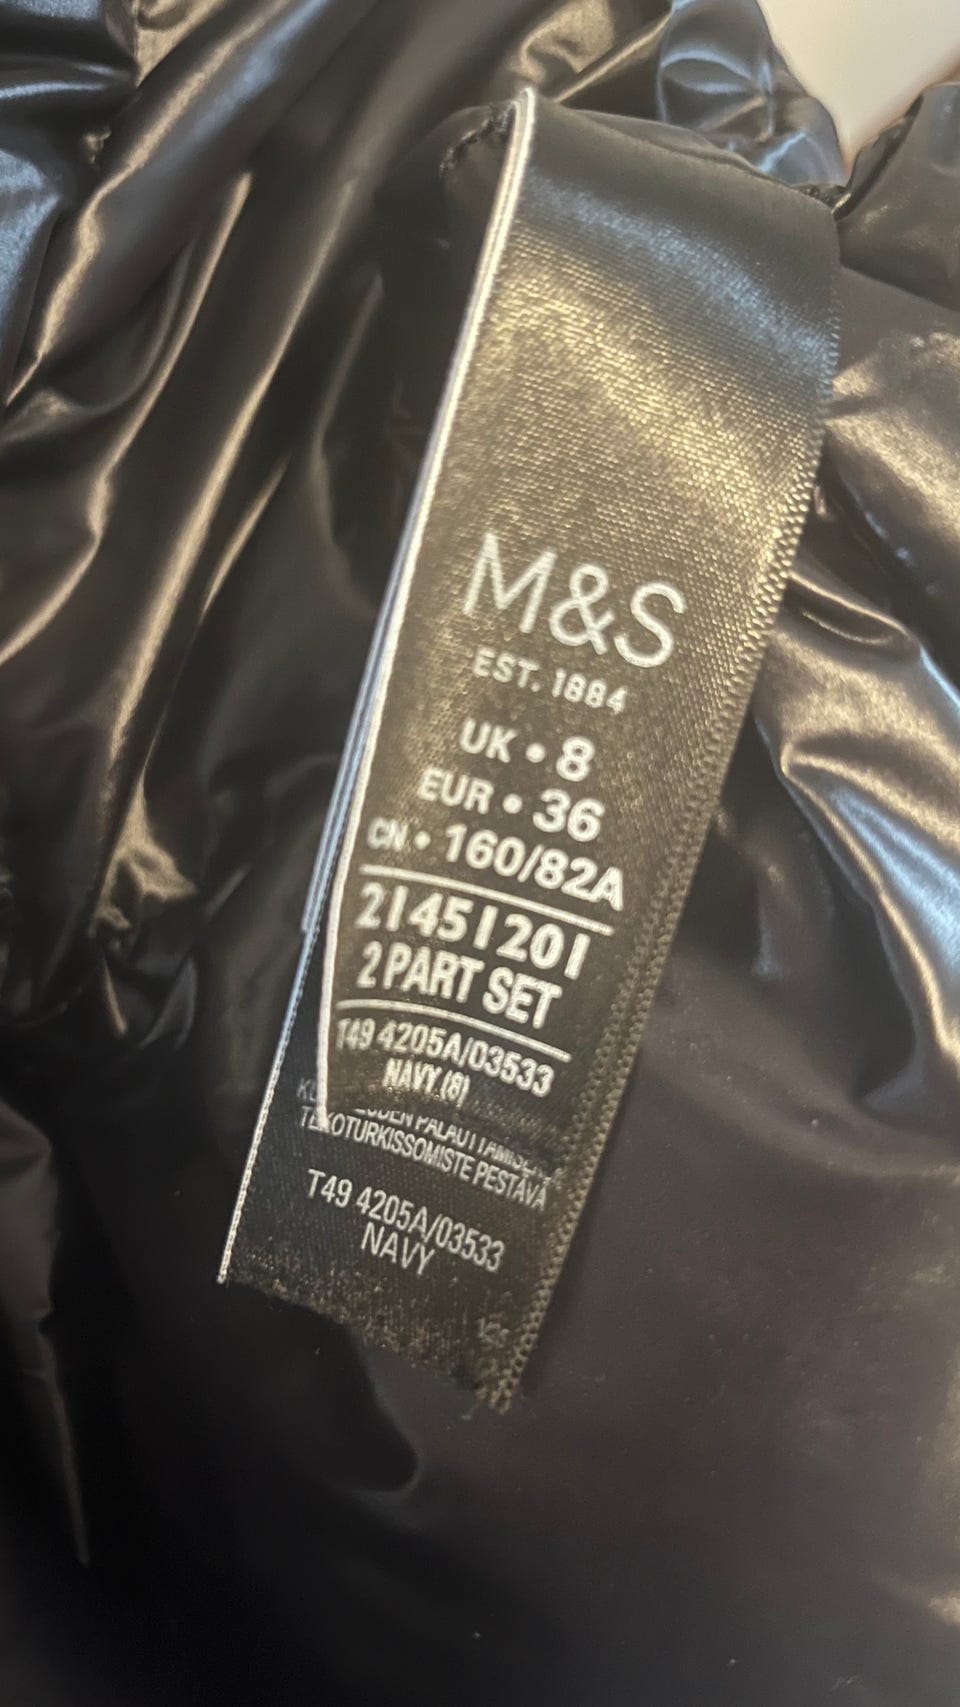 M&S
EST. 1884
UK • 8
EUR • 36
CN • 160/82A
21451201
2 PART SET
T49 4205A/03533
NAVY (8)
PALAUTTAMISEKSI
TEKOTURKISSOMISTE PESTÄVÄ
T49 4205A/03533
NAVY